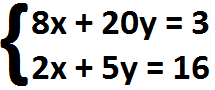 8x + 20y = 3
2x + 5y = 16